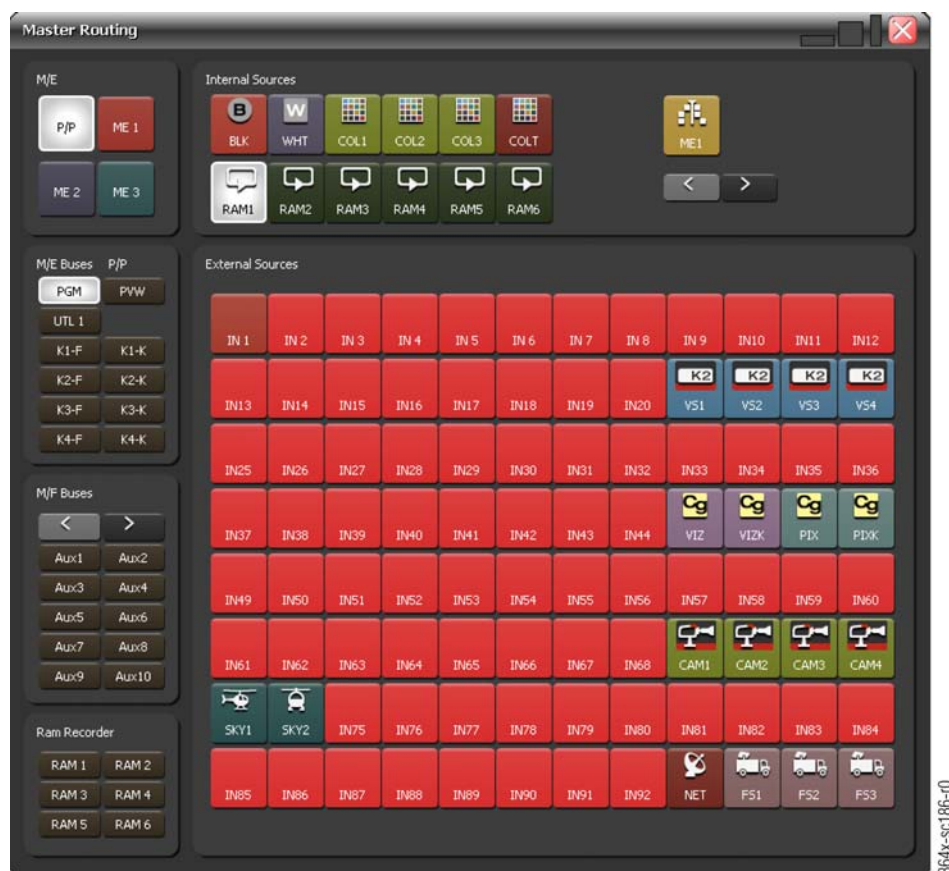 Master Routing
M/E
P/P ME 1
ME 2 ME 3
Internal Sources
B W
BLK WHT COL1 COL2 COL3 COLT ME1
RAM1 RAM2 RAM3 RAM4 RAM5 RAM6
< >
M/E Buses P/P
PGM PVW
UTL 1
K1-F K1-K
K2-F K2-K
K3-F K3-K
K4-F K4-K
M/F Buses
< >
Aux1 Aux2
Aux3 Aux4
Aux5 Aux6
Aux7 Aux8
Aux9 Aux10
Ram Recorder
RAM 1 RAM 2
RAM 3 RAM 4
RAM 5 RAM 6
External Sources
IN 1 IN 2 IN 3 IN 4 IN 5 IN 6 IN 7 IN 8 IN 9 IN10 IN11 IN12
K2 K2 K2 K2
IN13 IN14 IN15 IN16 IN17 IN18 IN19 IN20 VS1 VS2 VS3 VS4
IN25 IN26 IN27 IN28 IN29 IN30 IN31 IN32 IN33 IN34 IN35 IN36
Cg Cg Cg Cg
IN37 IN38 IN39 IN40 IN41 IN42 IN43 IN44 VIZ VIZK PIX PIXK
IN49 IN50 IN51 IN52 IN53 IN54 IN55 IN56 IN57 IN58 IN59 IN60
IN61 IN62 IN63 IN64 IN65 IN66 IN67 IN68 CAM1 CAM2 CAM3 CAM4
SKY1 SKY2 IN75 IN76 IN77 IN78 IN79 IN80 IN81 IN82 IN83 IN84
IN85 IN86 IN87 IN88 IN89 IN90 IN91 IN92 NET FS1 FS2 FS3